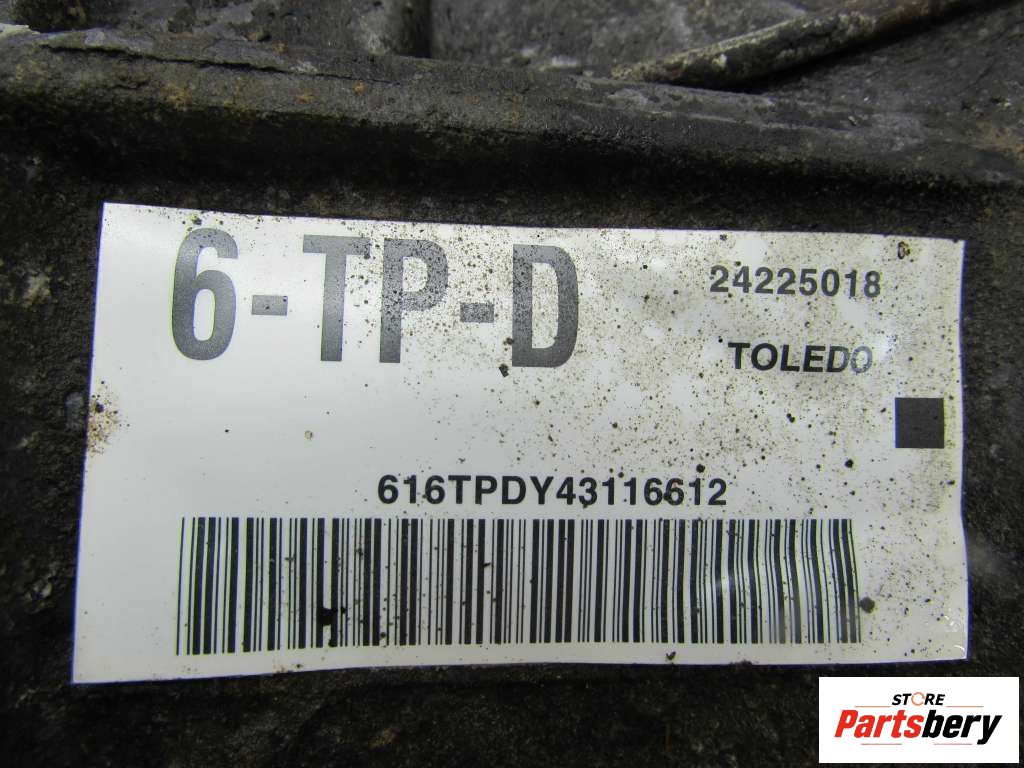 6-TP-D
24225018
TOLEDO
616TPDY43116612
STORE
Partsbery